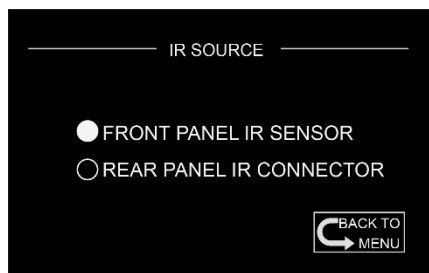 IR SOURCE
FRONT PANEL IR SENSOR
REAR PANEL IR CONNECTOR
BACK TO
MENU